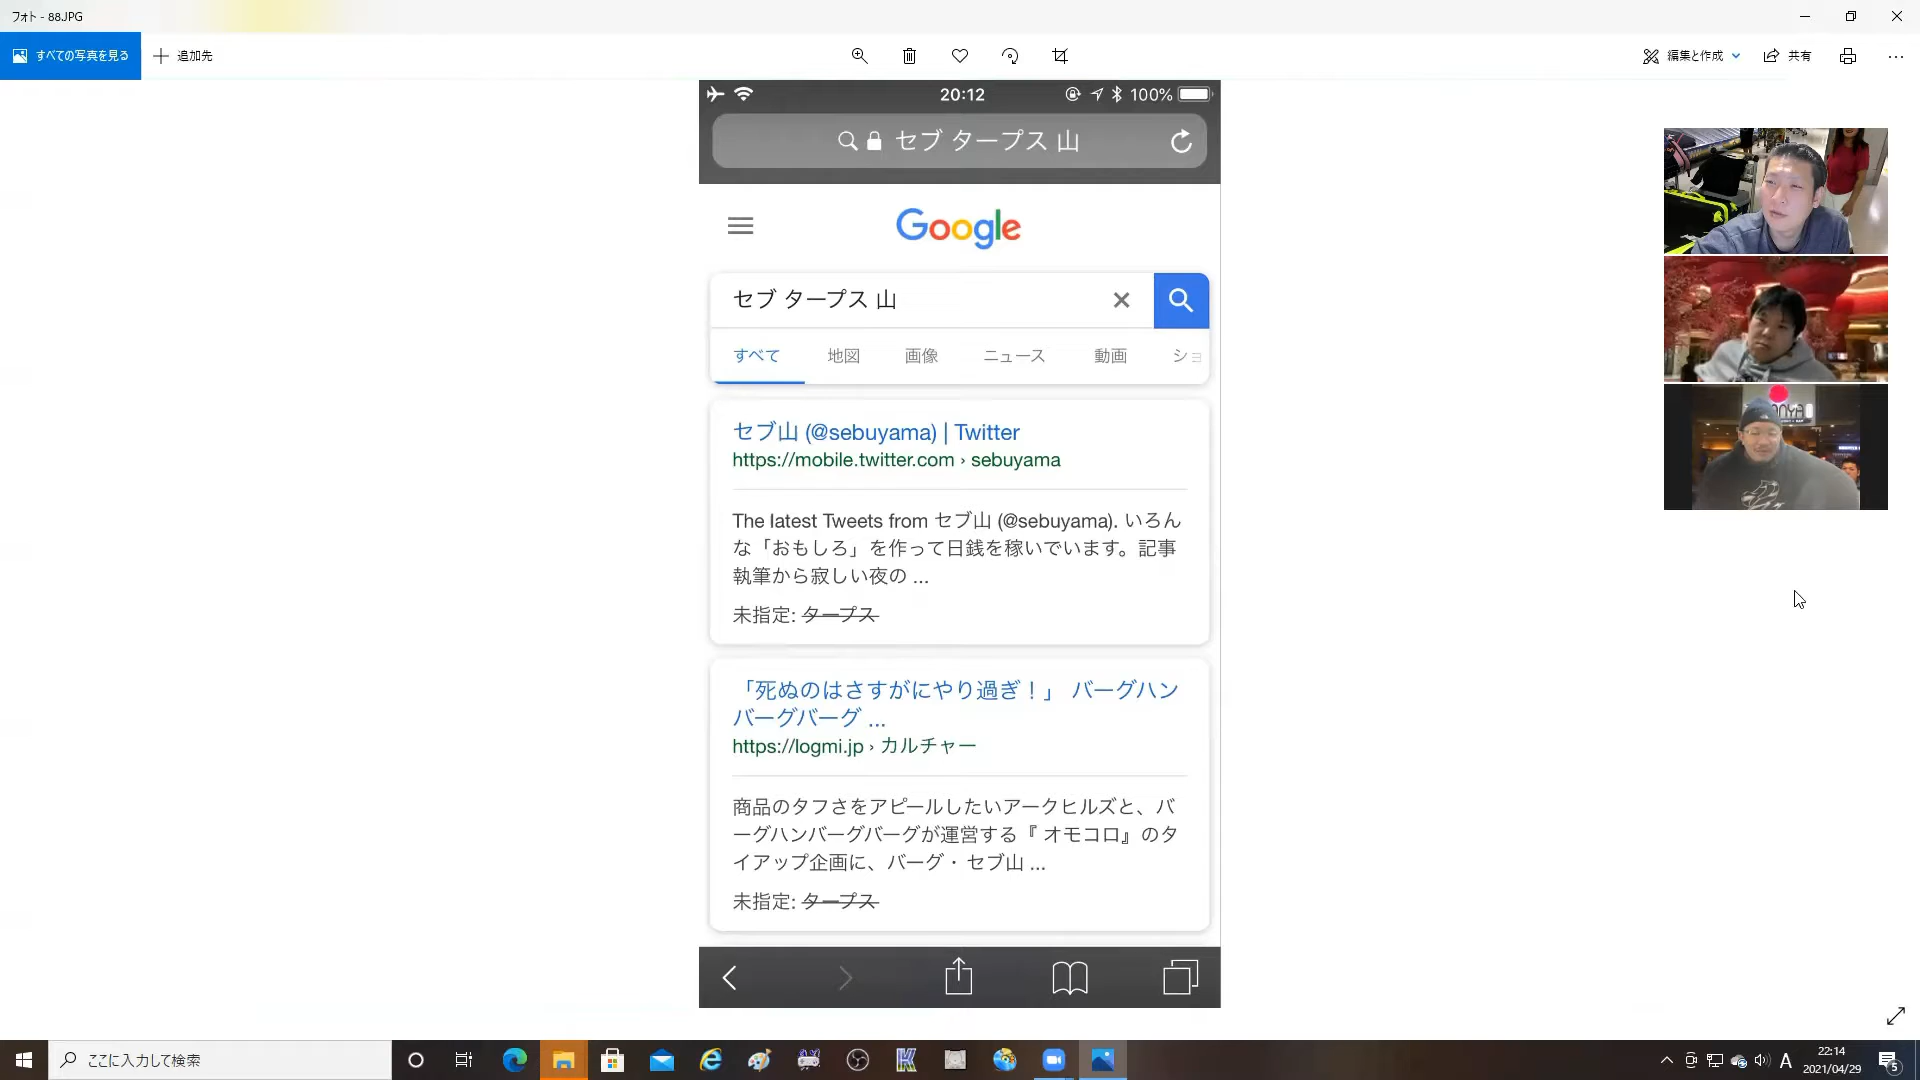 フォト - 88.JPG
すべての写真を見る
追加先
編集と作成
共有
20:12
100%
セブ タープス 山
Google
セブ タープス 山
すべて 地図 画像 ニュース 動画 ショ
セブ山 (@sebuyama) | Twitter
https://mobile.twitter.com › sebuyama
The latest Tweets from セブ山 (@sebuyama). いろん
な「おもしろ」を作って日銭を稼いでいます。記事
執筆から寂しい夜の ...
未指定: タープス
「死ぬのはさすがにやり過ぎ！」 バーグハン
バーグバーグ ...
https://logmi.jp › カルチャー
商品のタフさをアピールしたいアークヒルズと、バ
ーグハンバーグバーグが運営する『 オモコロ』のタ
イアップ企画に、バーグ・ セブ山 ...
未指定: タープス
ここに入力して検索
A
22:14
2021/04/29
5